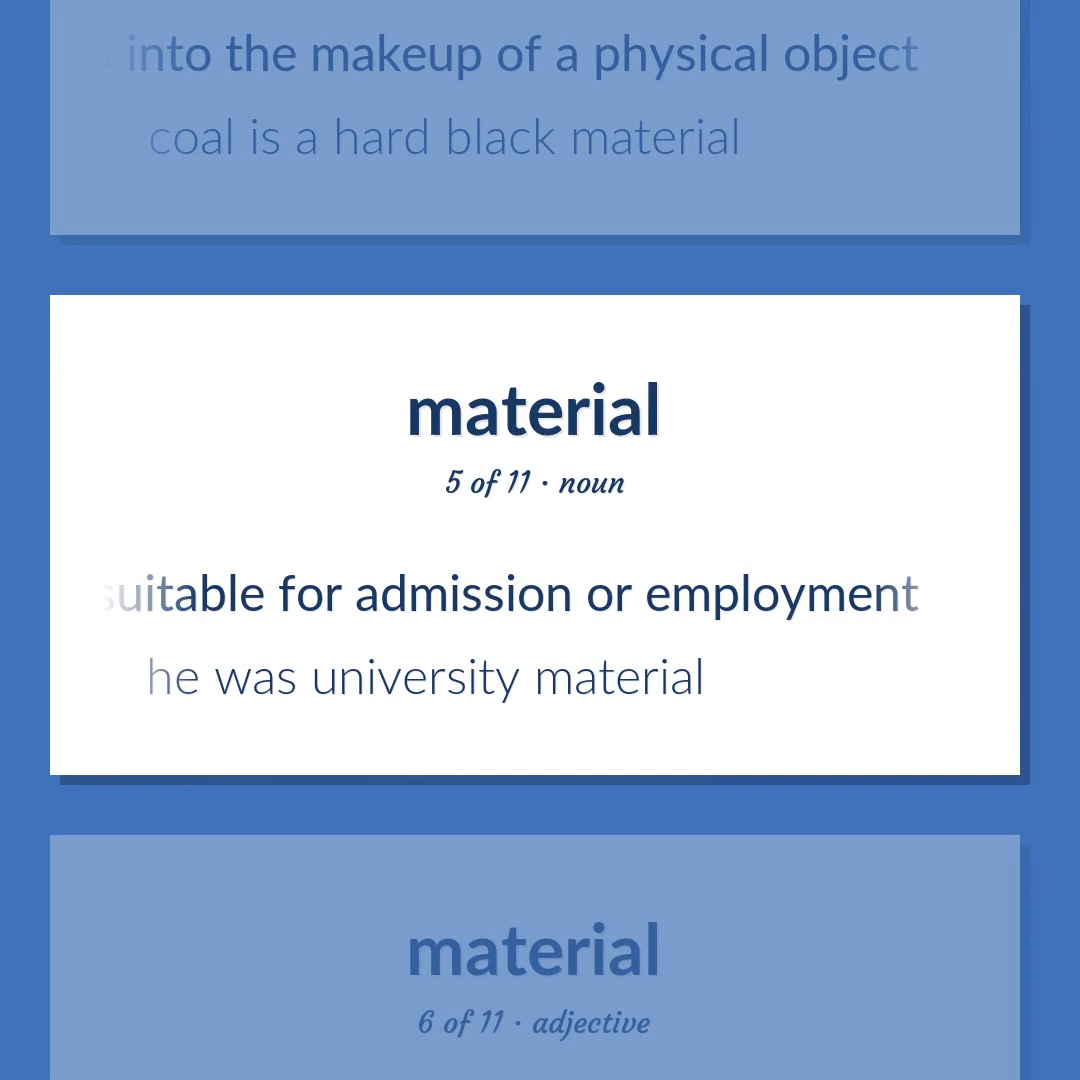 into the makeup of a physical object
coal is a hard black material
material
5 of 11 · noun
suitable for admission or employment
he was university material
material
6 of 11 · adjective